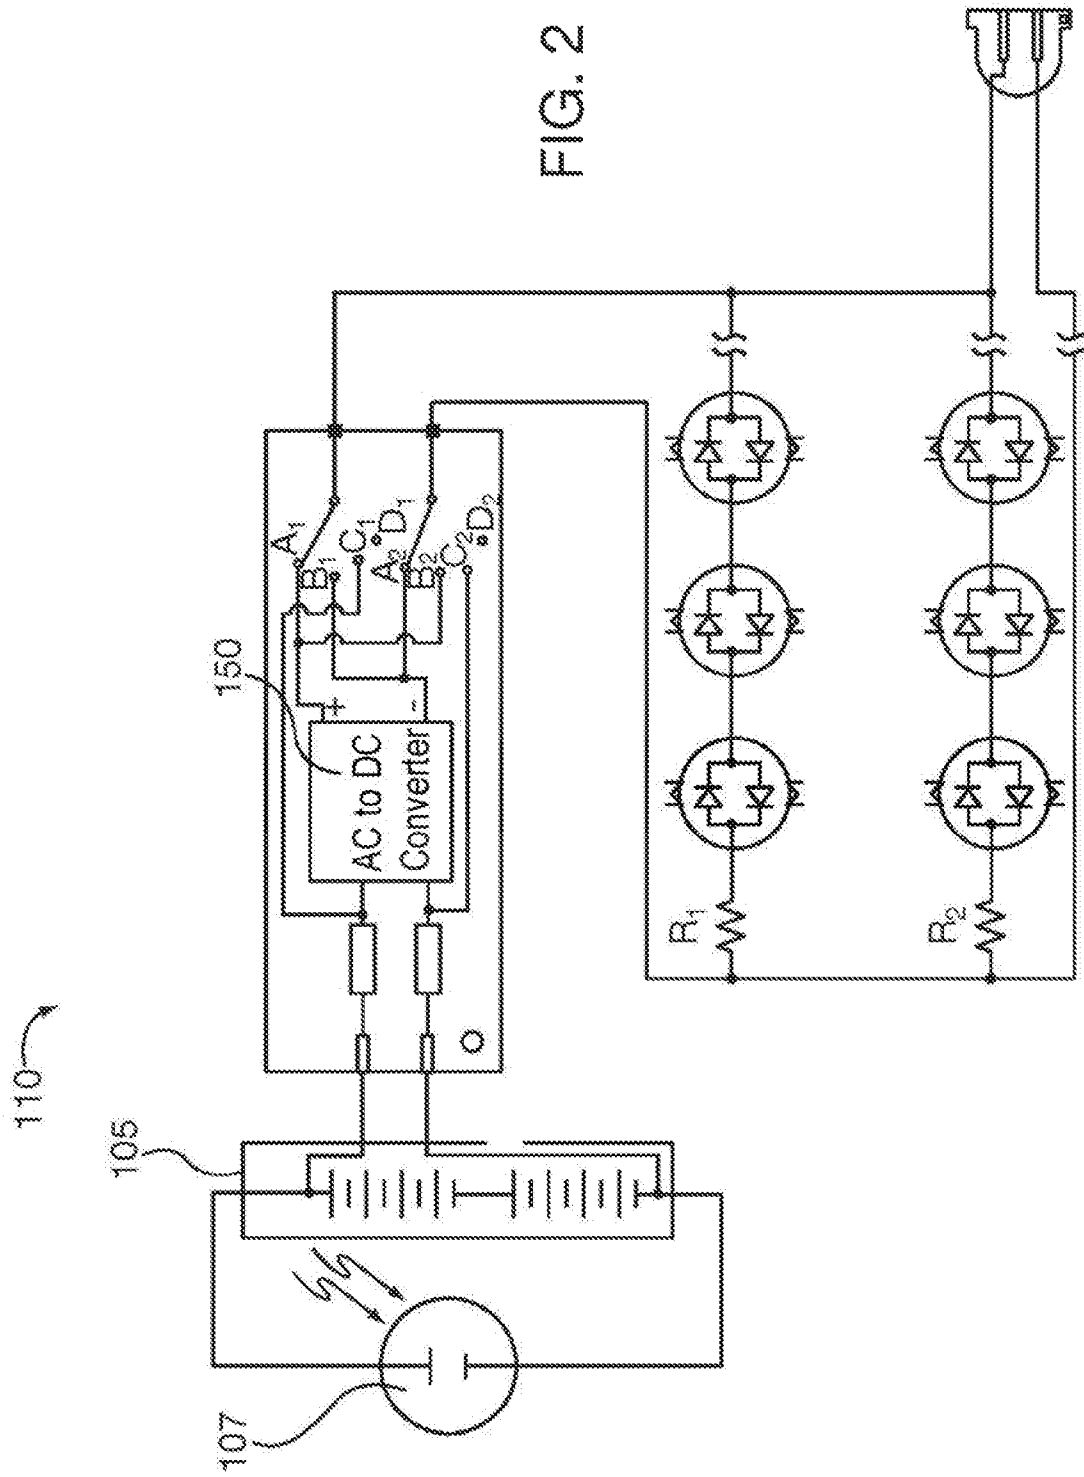 FIG. 2
110
105
107
150
AC to DC
Converter
+
-
A1
B1
C1
D1
A2
B2
C2
D2
R1
R2